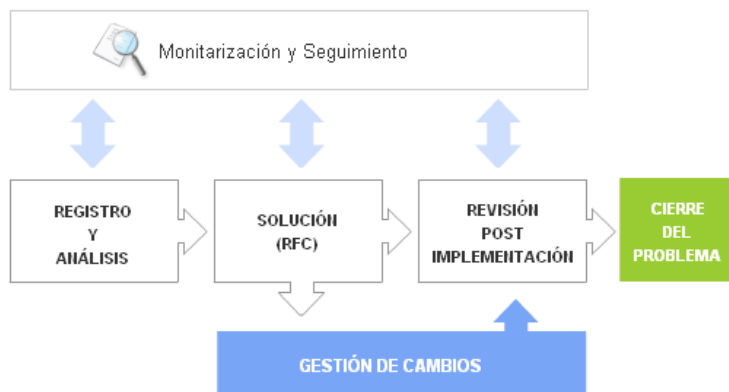 Monitarización y Seguimiento
REGISTRO
Y
ANÁLISIS
SOLUCIÓN
(RFC)
REVISIÓN
POST
IMPLEMENTACIÓN
CIERRE
DEL
PROBLEMA
GESTIÓN DE CAMBIOS